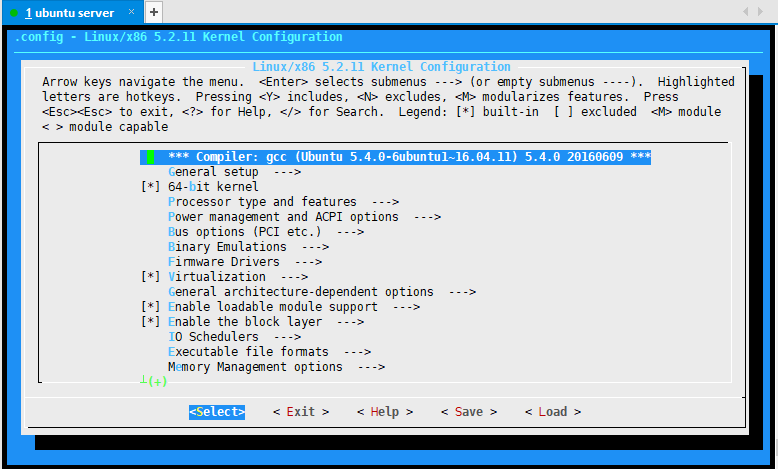 1 ubuntu server × +
.config - Linux/x86 5.2.11 Kernel Configuration
Linux/x86 5.2.11 Kernel Configuration
Arrow keys navigate the menu.  <Enter> selects submenus ---> (or empty submenus ----).  Highlighted
letters are hotkeys.  Pressing <Y> includes, <N> excludes, <M> modularizes features.  Press
<Esc><Esc> to exit, <?> for Help, </> for Search.  Legend: [*] built-in  [ ] excluded  <M> module
< > module capable
*** Compiler: gcc (Ubuntu 5.4.0-6ubuntu1~16.04.11) 5.4.0 20160609 ***
General setup  --->
[*] 64-bit kernel
Processor type and features  --->
Power management and ACPI options  --->
Bus options (PCI etc.)  --->
Binary Emulations  --->
Firmware Drivers  --->
[*] Virtualization  --->
General architecture-dependent options  --->
[*] Enable loadable module support  --->
[*] Enable the block layer  --->
IO Schedulers  --->
Executable file formats  --->
Memory Management options  --->
┴(+)
<Select>    < Exit >    < Help >    < Save >    < Load >